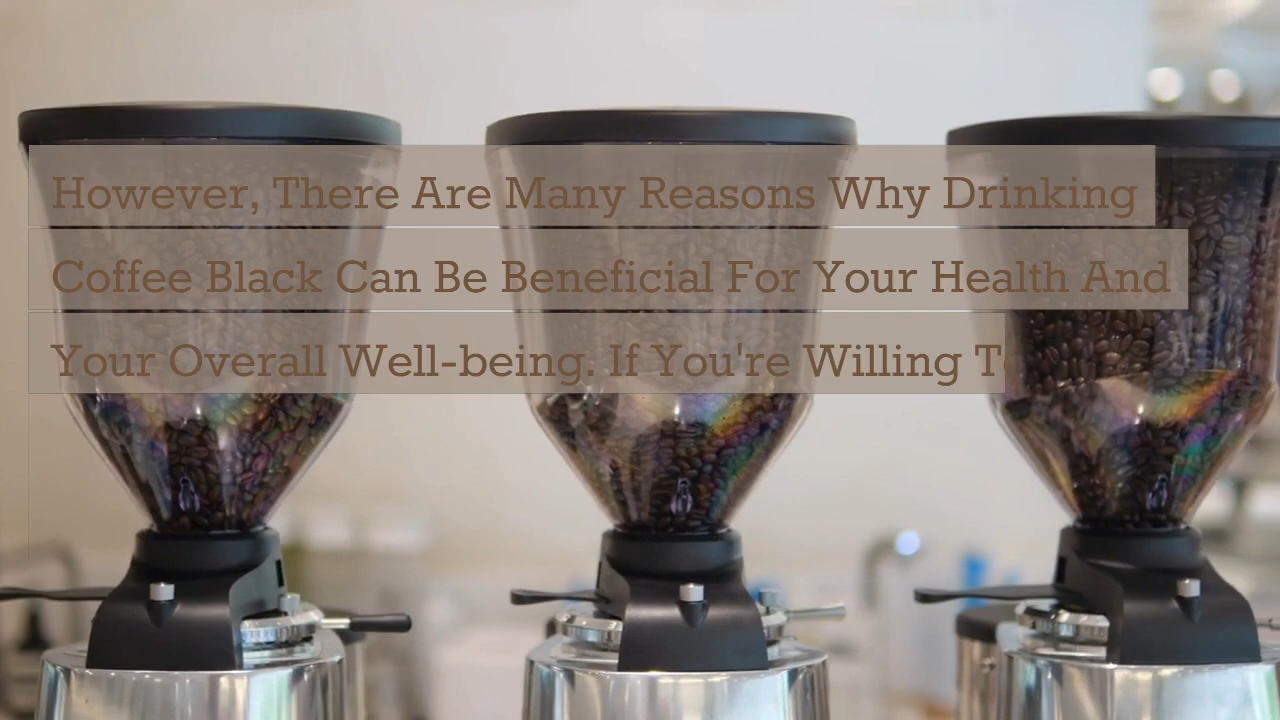 However, There Are Many Reasons Why Drinking
Coffee Black Can Be Beneficial For Your Health And
Your Overall Well-being. If You're Willing To